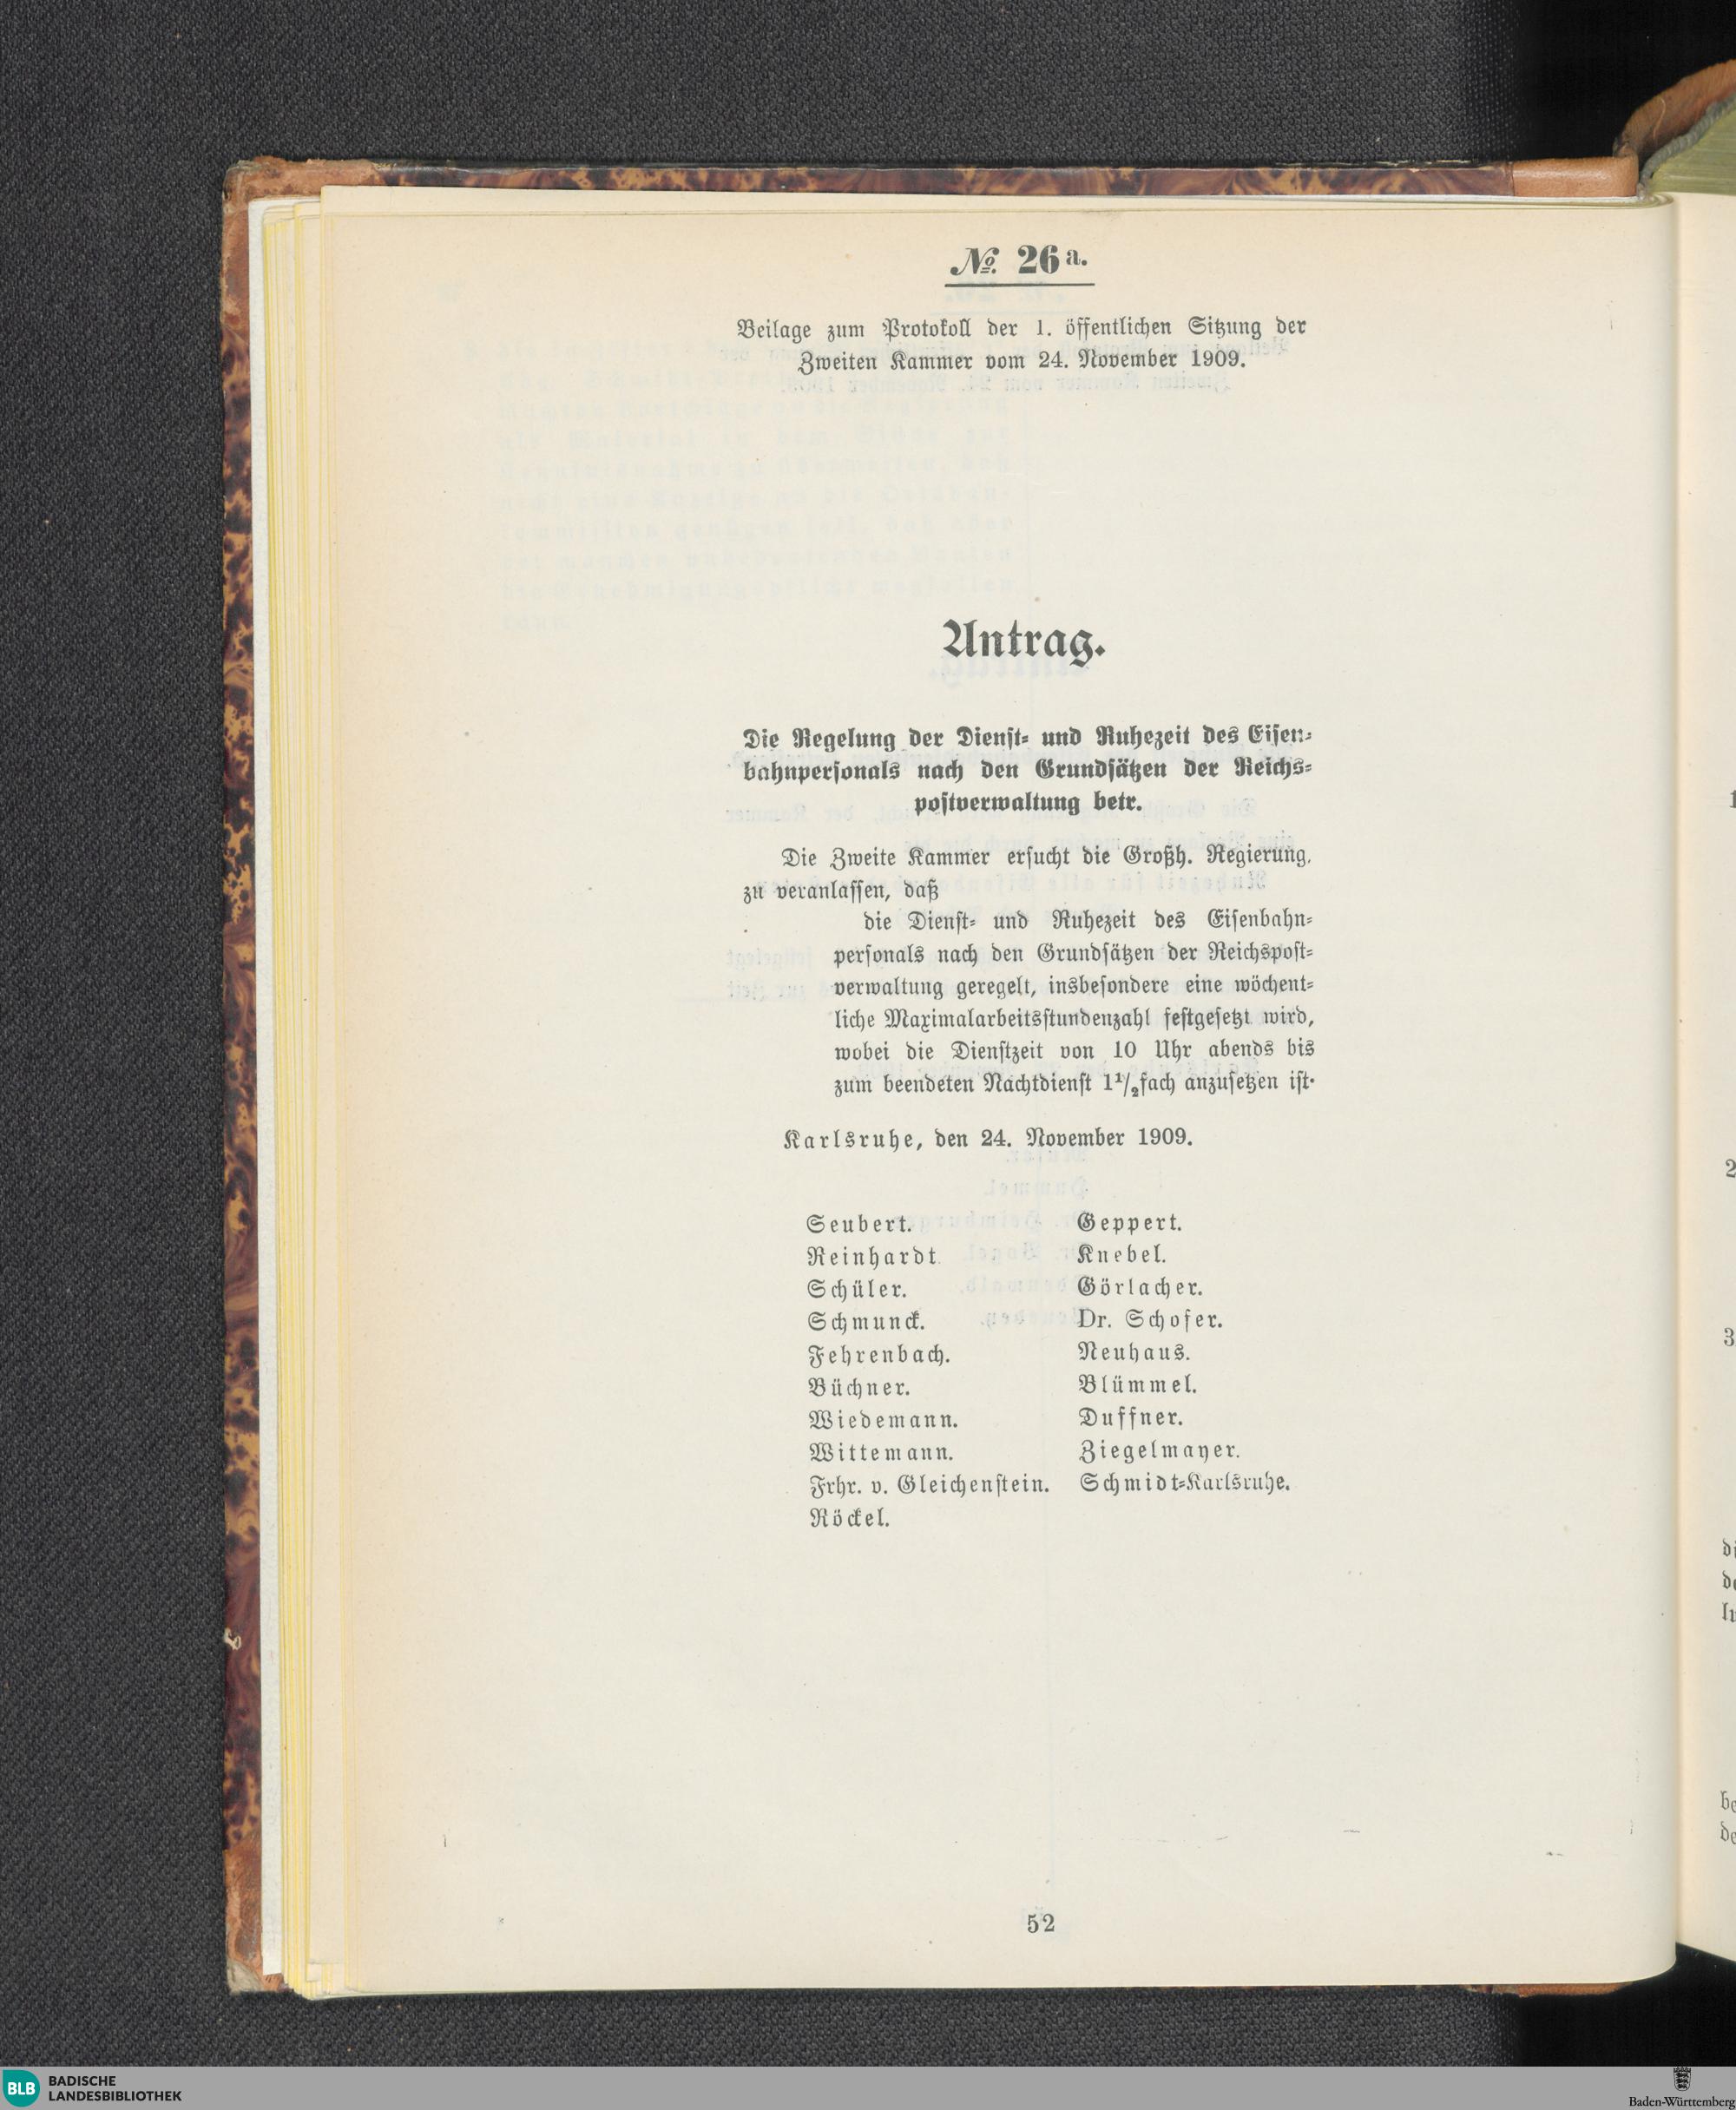 № 26 a.
Beilage zum Protokoll der 1. öffentlichen Sitzung der
Zweiten Kammer vom 24. November 1909.
Antrag.
Die Regelung der Dienst- und Ruhezeit des Eisen-
bahnpersonals nach den Grundsätzen der Reichs-
postverwaltung betr.
Die Zweite Kammer ersucht die Großh. Regierung,
zu veranlassen, daß
die Dienst- und Ruhezeit des Eisenbahn-
personals nach den Grundsätzen der Reichspost-
verwaltung geregelt, insbesondere eine wöchent-
liche Maximalarbeitsstundenzahl festgesetzt wird,
wobei die Dienstzeit von 10 Uhr abends bis
zum beendeten Nachtdienst 1 1/2 fach anzusetzen ist.
Karlsruhe, den 24. November 1909.
Seubert. Geppert.
Reinhardt Knebel.
Schüler. Görlacher.
Schmunck. Dr. Schofer.
Fehrenbach. Neuhaus.
Büchner. Blümmel.
Wiedemann. Duffner.
Wittemann. Ziegelmayer.
Frhr. v. Gleichenstein. Schmidt-Karlsruhe.
Röckel.
52
BLB BADISCHE
LANDESBIBLIOTHEK
Baden-Württemberg